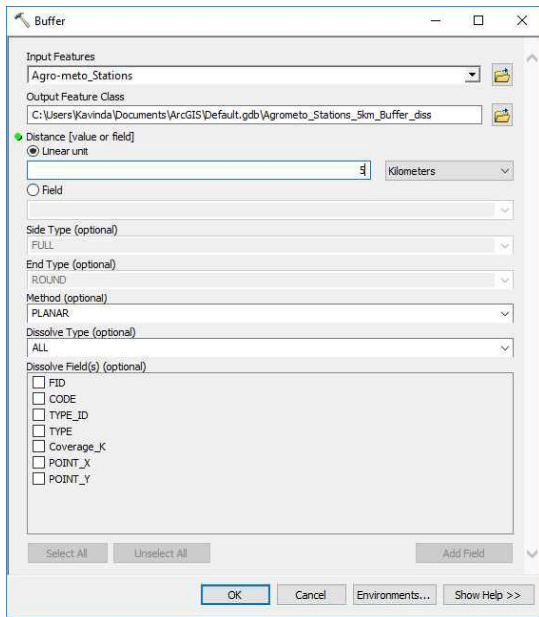 Buffer
Input Features
Agro-meto_Stations
Output Feature Class
C:\Users\Kavinda\Documents\ArcGIS\Default.gdb\Agrometo_Stations_5km_Buffer_diss
Distance [value or field]
Linear unit
5 Kilometers
Field
Side Type (optional)
FULL
End Type (optional)
ROUND
Method (optional)
PLANAR
Dissolve Type (optional)
ALL
Dissolve Field(s) (optional)
FID
CODE
TYPE_ID
TYPE
Coverage_K
POINT_X
POINT_Y
Select All Unselect All Add Field
OK Cancel Environments... Show Help >>